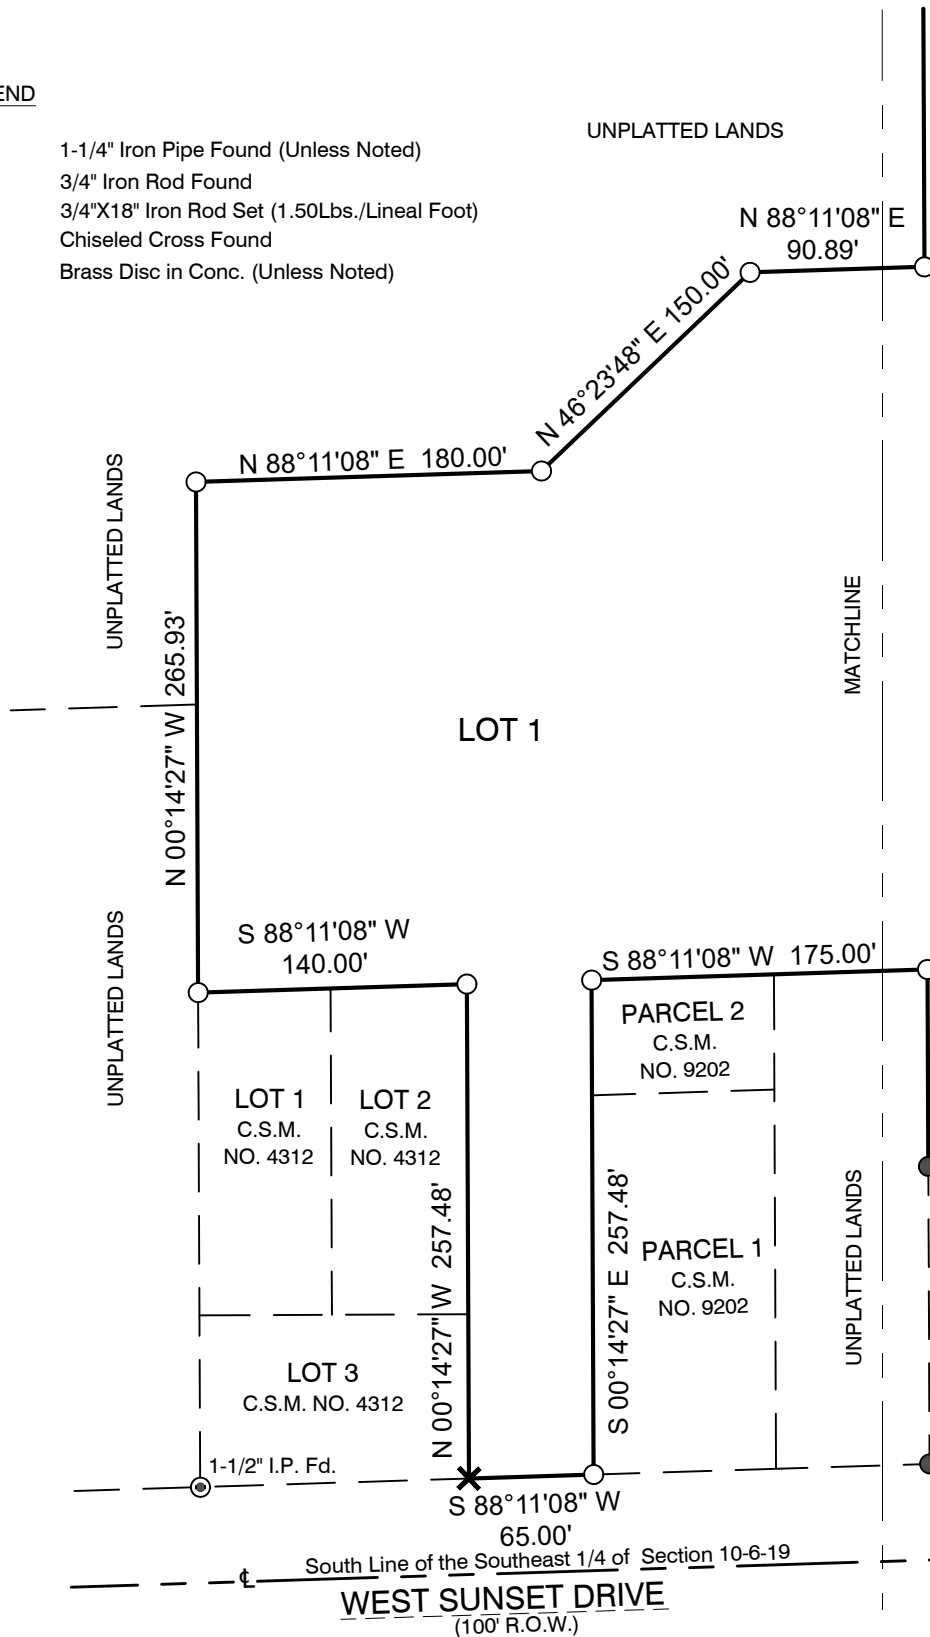 END
1-1/4" Iron Pipe Found (Unless Noted)
3/4" Iron Rod Found
3/4"X18" Iron Rod Set (1.50Lbs./Lineal Foot)
Chiseled Cross Found
Brass Disc in Conc. (Unless Noted)
UNPLATTED LANDS
N 88°11'08" E
90.89'
N 46°23'48" E 150.00'
N 88°11'08" E 180.00'
UNPLATTED LANDS
N 00°14'27" W 265.93'
MATCHLINE
LOT 1
UNPLATTED LANDS
S 88°11'08" W
140.00'
S 88°11'08" W 175.00'
PARCEL 2
C.S.M.
NO. 9202
LOT 1
C.S.M.
NO. 4312
LOT 2
C.S.M.
NO. 4312
N 00°14'27" W 257.48'
S 00°14'27" E 257.48'
PARCEL 1
C.S.M.
NO. 9202
UNPLATTED LANDS
LOT 3
C.S.M. NO. 4312
1-1/2" I.P. Fd.
S 88°11'08" W
65.00'
South Line of the Southeast 1/4 of Section 10-6-19
℄
WEST SUNSET DRIVE
(100' R.O.W.)